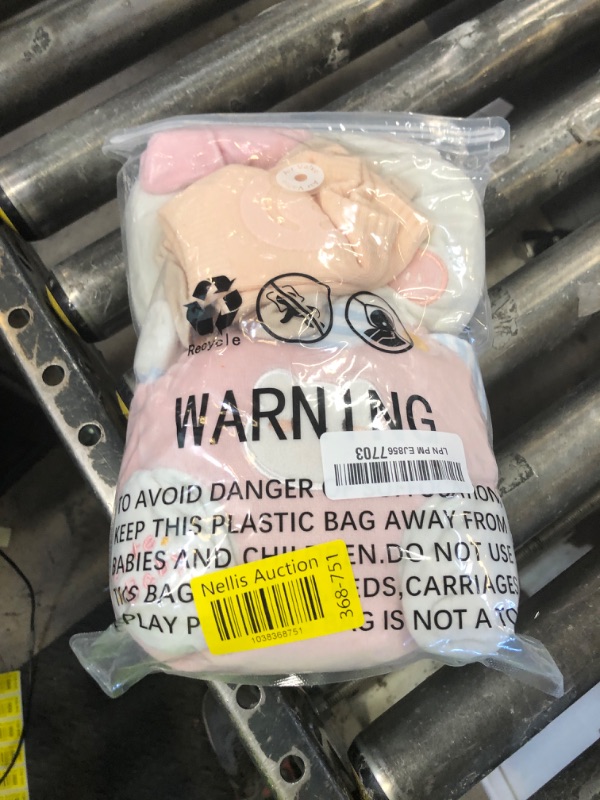 Recycle
WARNING
LPN PM EJ8567703
TO AVOID DANGER
KEEP THIS PLASTIC BAG AWAY FROM
BABIES AND CHILDREN.DO NOT USE
BAG EDS,CARRIAGES
PLAY G IS NOT A TO
Nellis Auction
368-751
1038368751